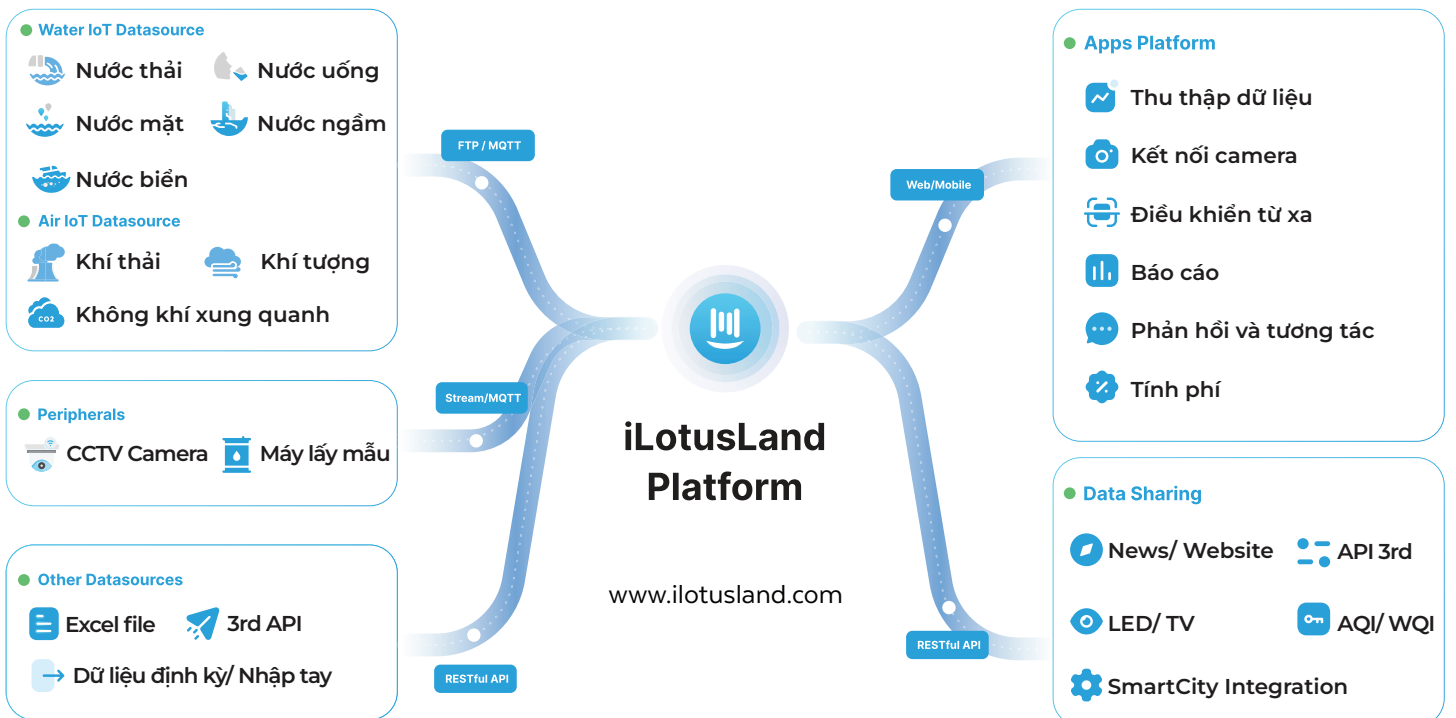 Water IoT Datasource
Nước thải
Nước uống
Nước mặt
Nước ngầm
Nước biển
Air IoT Datasource
Khí thải
Khí tượng
CO2
Không khí xung quanh
Peripherals
CCTV Camera
Máy lấy mẫu
Other Datasources
Excel file
3rd API
Dữ liệu định kỳ/ Nhập tay
FTP / MQTT
Stream/MQTT
RESTful API
iLotusLand
Platform
www.ilotusland.com
Web/Mobile
RESTful API
Apps Platform
Thu thập dữ liệu
Kết nối camera
Điều khiển từ xa
Báo cáo
Phản hồi và tương tác
Tính phí
Data Sharing
News/ Website
API 3rd
LED/ TV
AQI/ WQI
SmartCity Integration